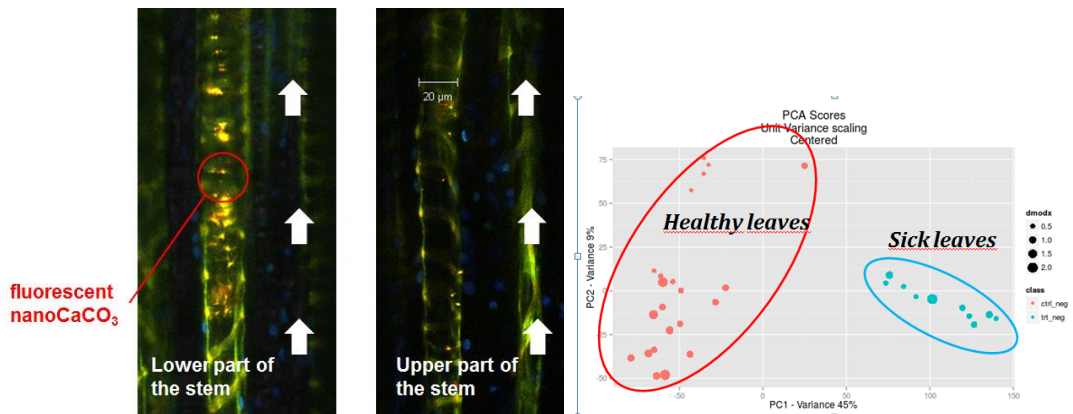 fluorescent
nanoCaCO3
Lower part of
the stem
20 µm
Upper part of
the stem
PCA Scores
Unit Variance scaling
Centered
Healthy leaves
Sick leaves
PC2 - Variance 9%
75
50
25
0
-25
-50
-50
0
50
100
150
PC1 - Variance 45%
dmodx
0.5
1.0
1.5
2.0
class
ctrl_neg
trt_neg